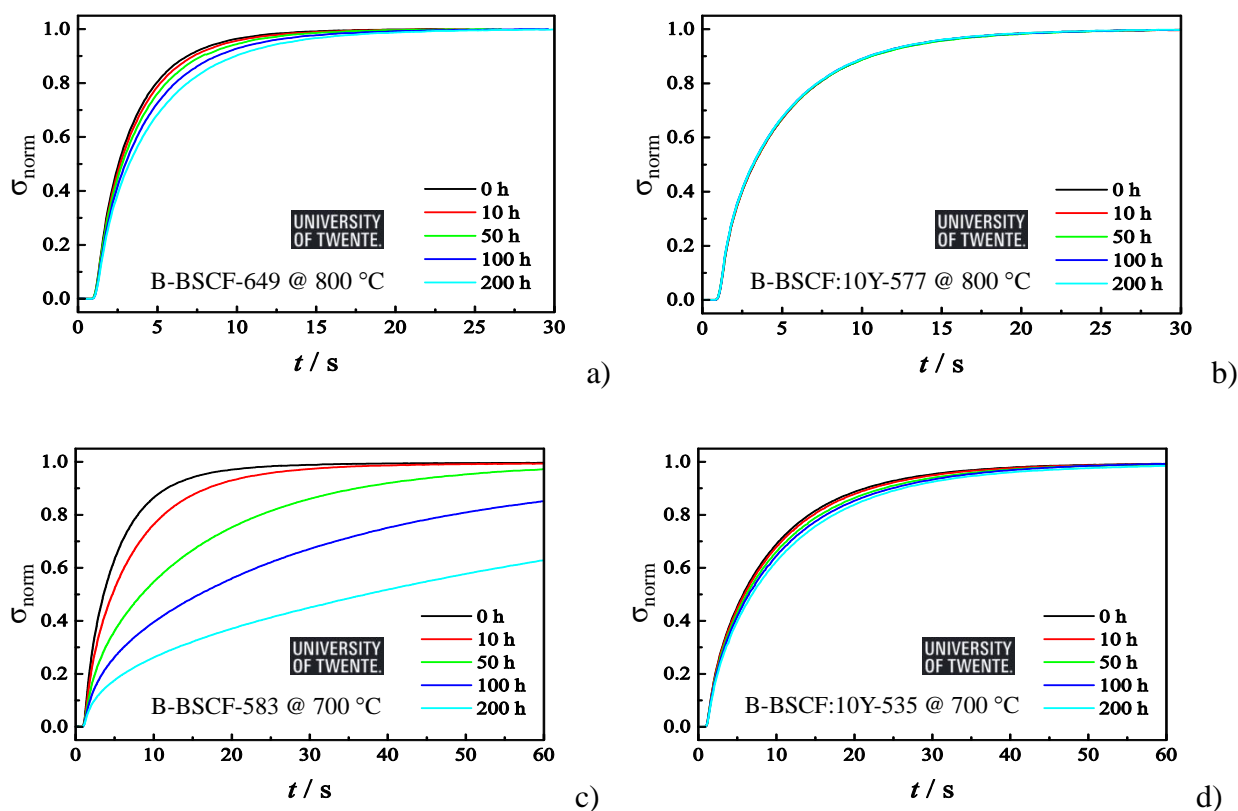 1.0
0.8
0.6
0.4
0.2
0.0
σnorm
0 5 10 15 20 25 30
t / s
0 h
10 h
50 h
100 h
200 h
UNIVERSITY
OF TWENTE.
B-BSCF-649 @ 800 °C
a)
1.0
0.8
0.6
0.4
0.2
0.0
σnorm
0 5 10 15 20 25 30
t / s
0 h
10 h
50 h
100 h
200 h
UNIVERSITY
OF TWENTE.
B-BSCF:10Y-577 @ 800 °C
b)
1.0
0.8
0.6
0.4
0.2
0.0
σnorm
0 10 20 30 40 50 60
t / s
0 h
10 h
50 h
100 h
200 h
UNIVERSITY
OF TWENTE.
B-BSCF-583 @ 700 °C
c)
1.0
0.8
0.6
0.4
0.2
0.0
σnorm
0 10 20 30 40 50 60
t / s
0 h
10 h
50 h
100 h
200 h
UNIVERSITY
OF TWENTE.
B-BSCF:10Y-535 @ 700 °C
d)